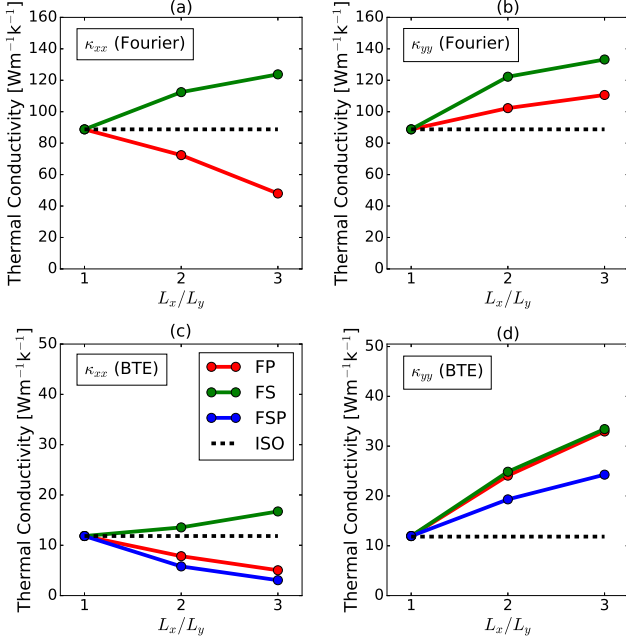 (a)
κxx (Fourier)
Thermal Conductivity [Wm−1k−1]
160
140
120
100
80
60
40
20
0
1 2 3
Lx/Ly
(b)
κyy (Fourier)
Thermal Conductivity [Wm−1k−1]
160
140
120
100
80
60
40
20
0
1 2 3
Lx/Ly
(c)
κxx (BTE)
FP
FS
FSP
ISO
Thermal Conductivity [Wm−1k−1]
50
40
30
20
10
0
1 2 3
Lx/Ly
(d)
κyy (BTE)
Thermal Conductivity [Wm−1k−1]
50
40
30
20
10
0
1 2 3
Lx/Ly